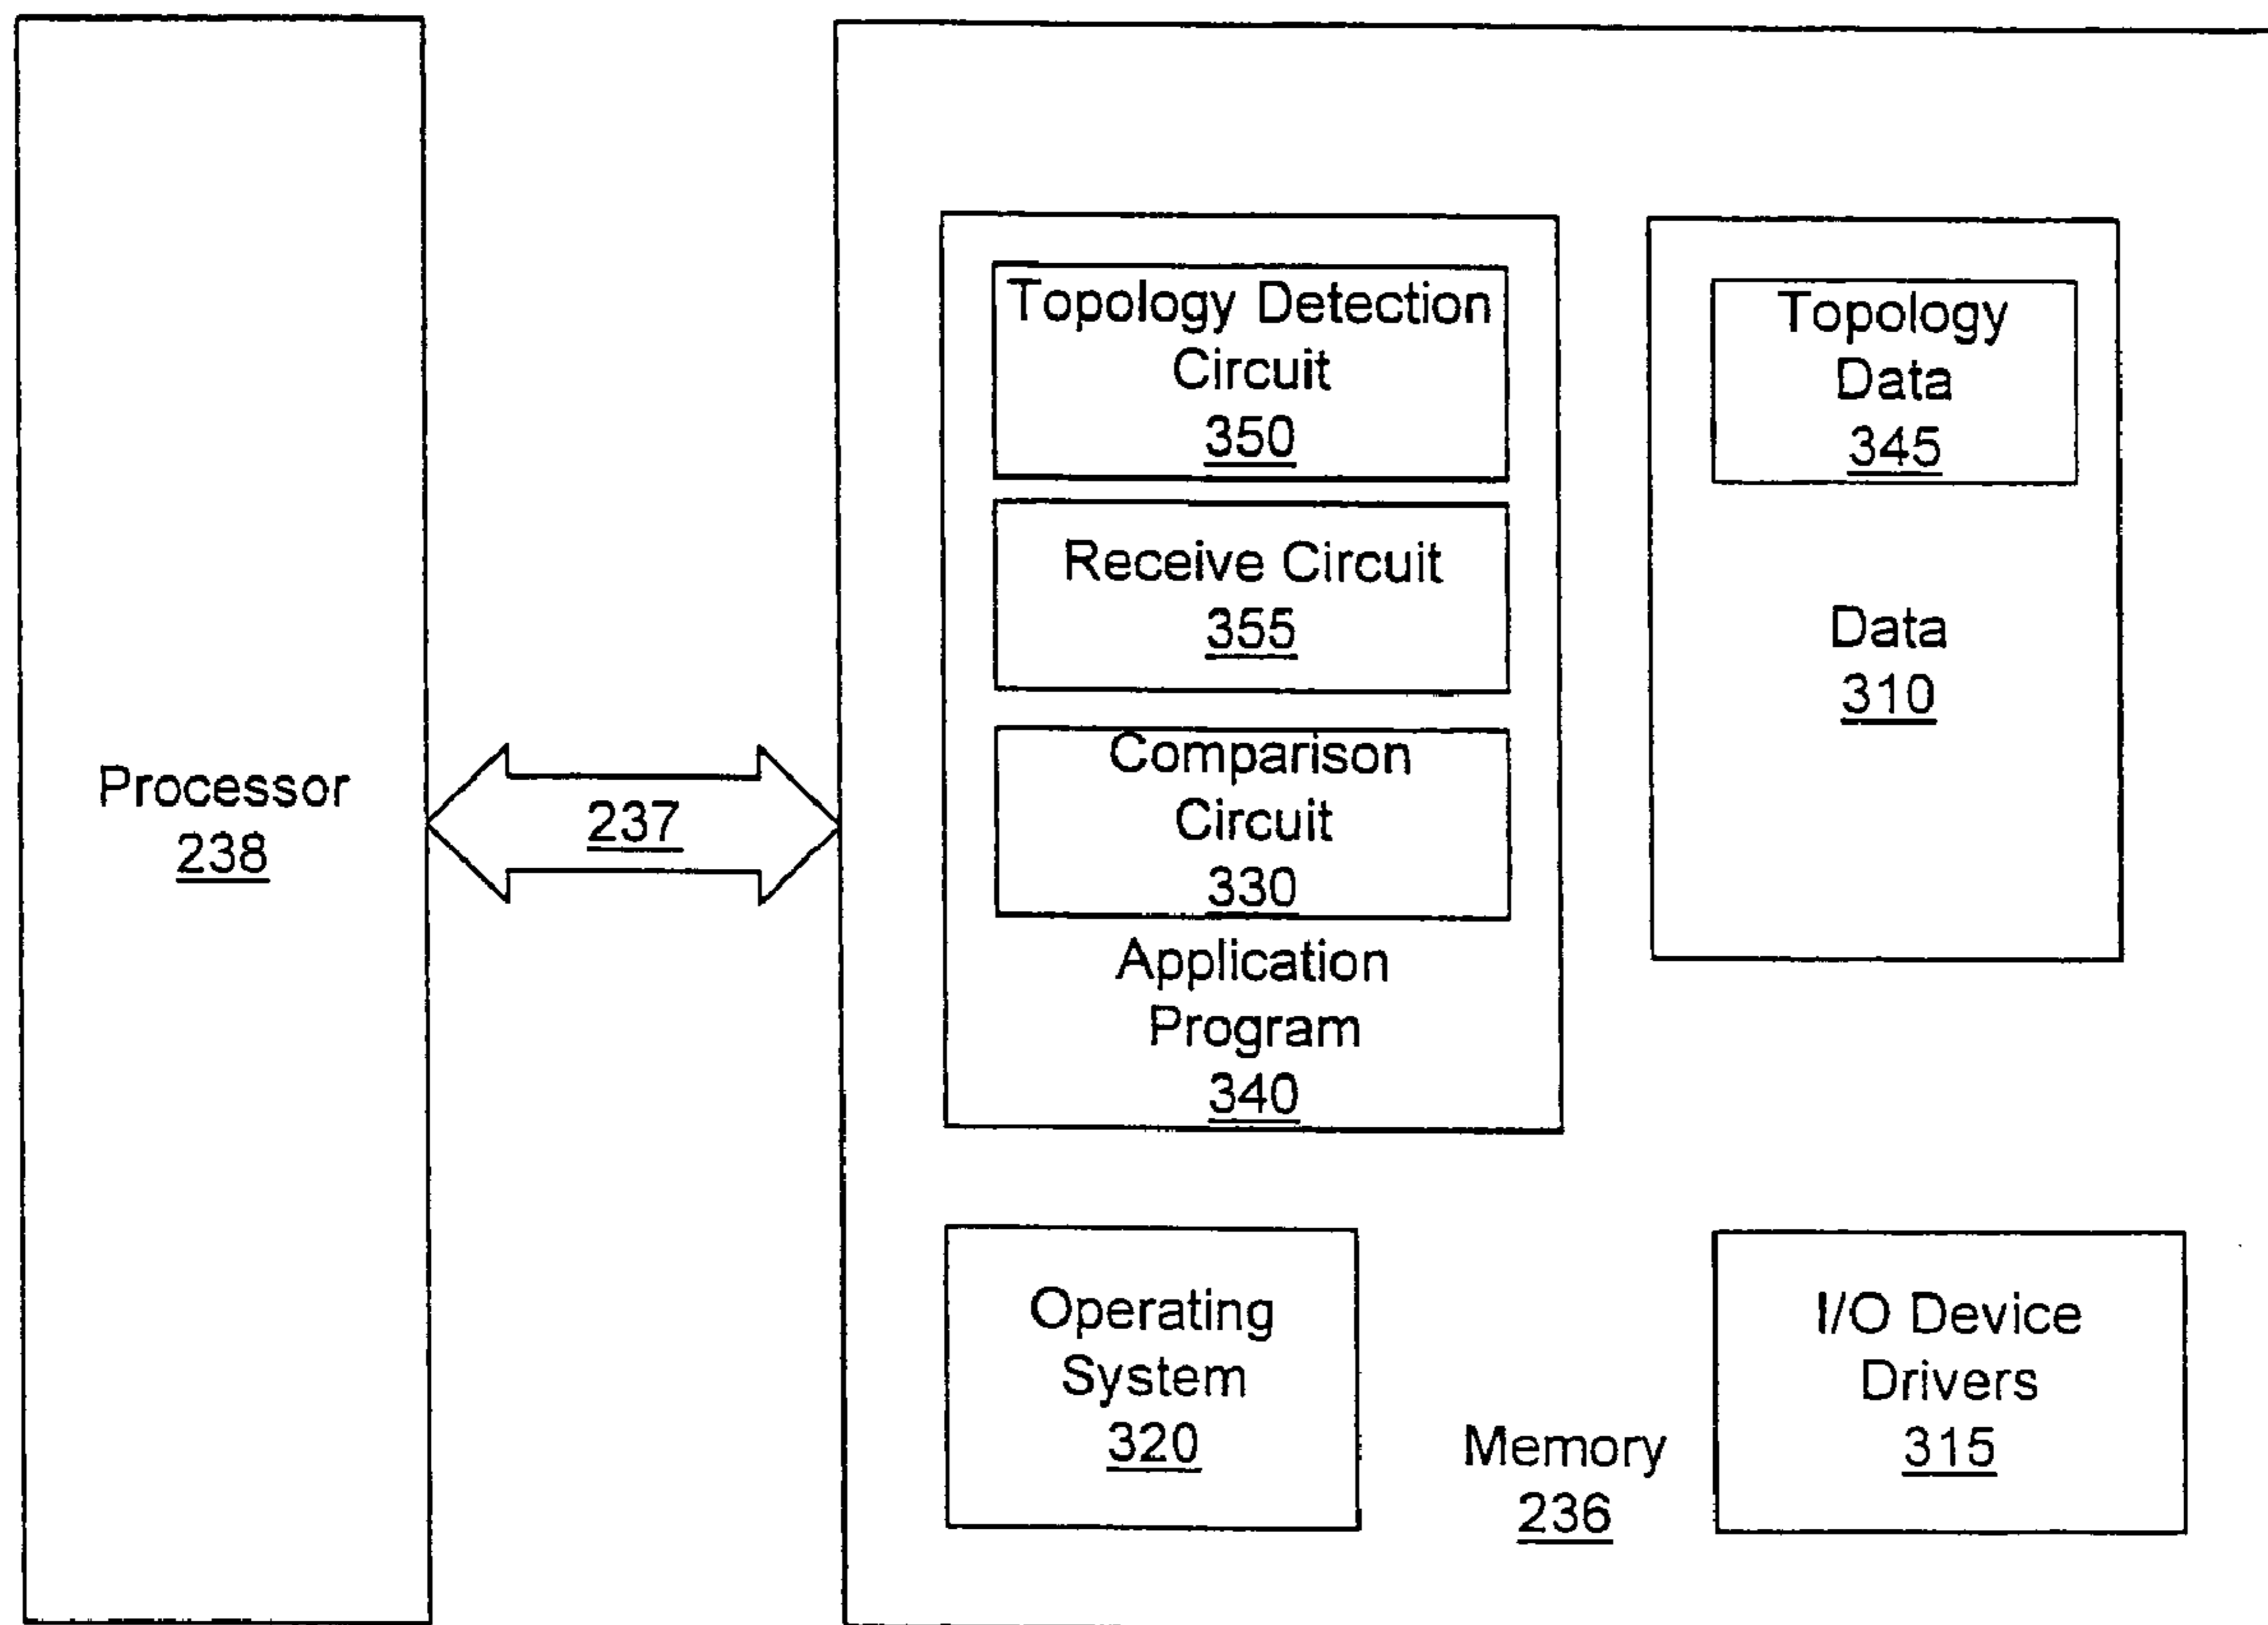 Processor
238
237
Topology Detection
Circuit
350
Receive Circuit
355
Comparison
Circuit
330
Application
Program
340
Topology
Data
345
Data
310
Operating
System
320
Memory
236
I/O Device
Drivers
315